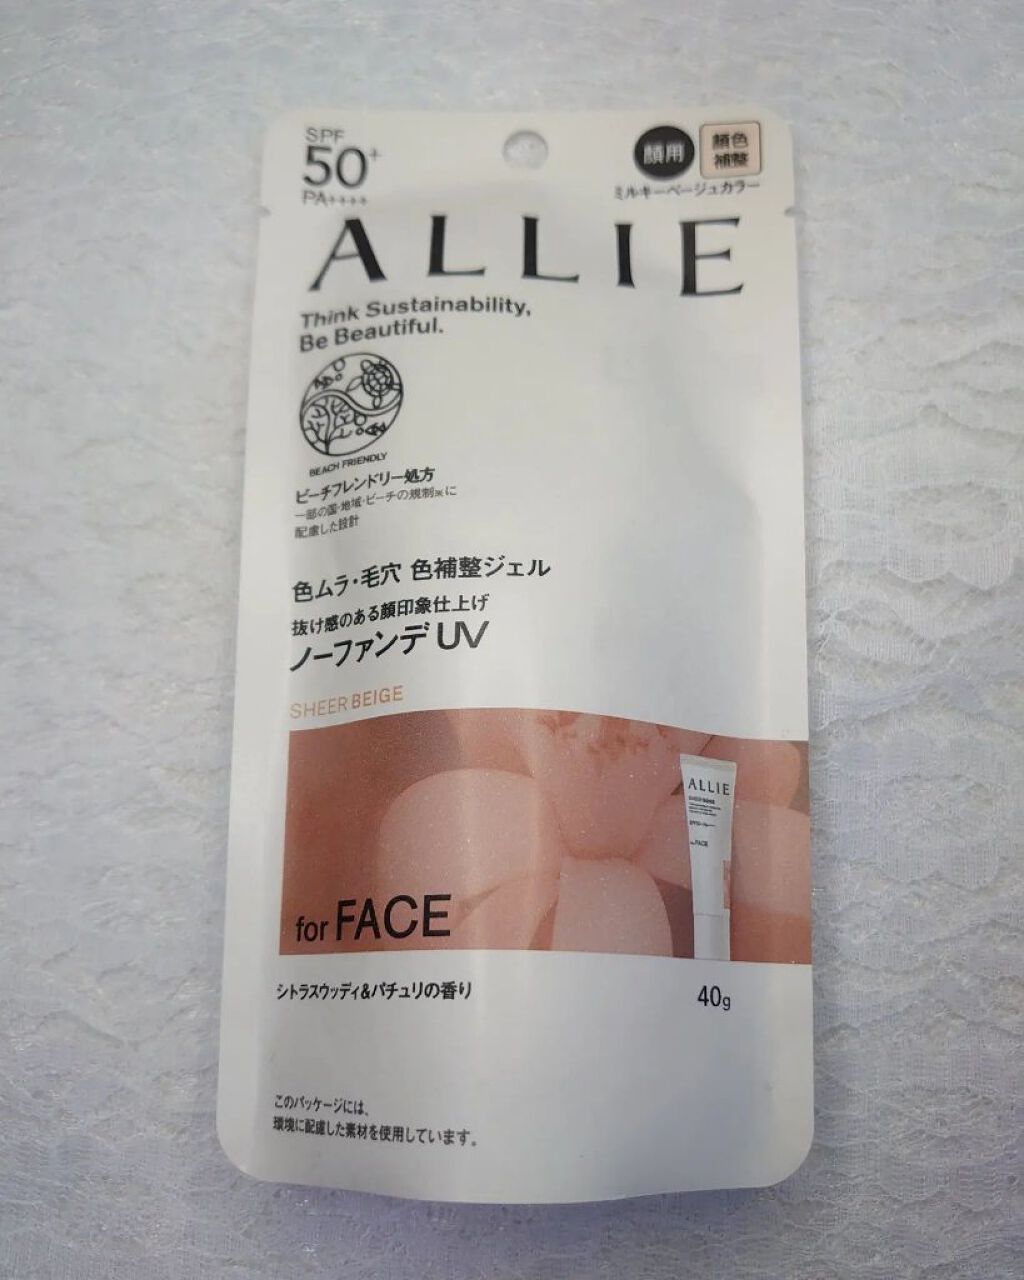 SPF
50+
PA++++
顔用
顔色
補整
ミルキーベージュカラー
ALLIE
Think Sustainability,
Be Beautiful.
BEACH FRIENDLY
ビーチフレンドリー処方
一部の国・地域・ビーチの規制※に
配慮した設計
色ムラ・毛穴 色補整ジェル
抜け感のある顔印象仕上げ
ノーファンデUV
SHEER BEIGE
ALLIE
for FACE
for FACE
シトラスウッディ&パチュリの香り
40g
このパッケージには、
環境に配慮した素材を使用しています。